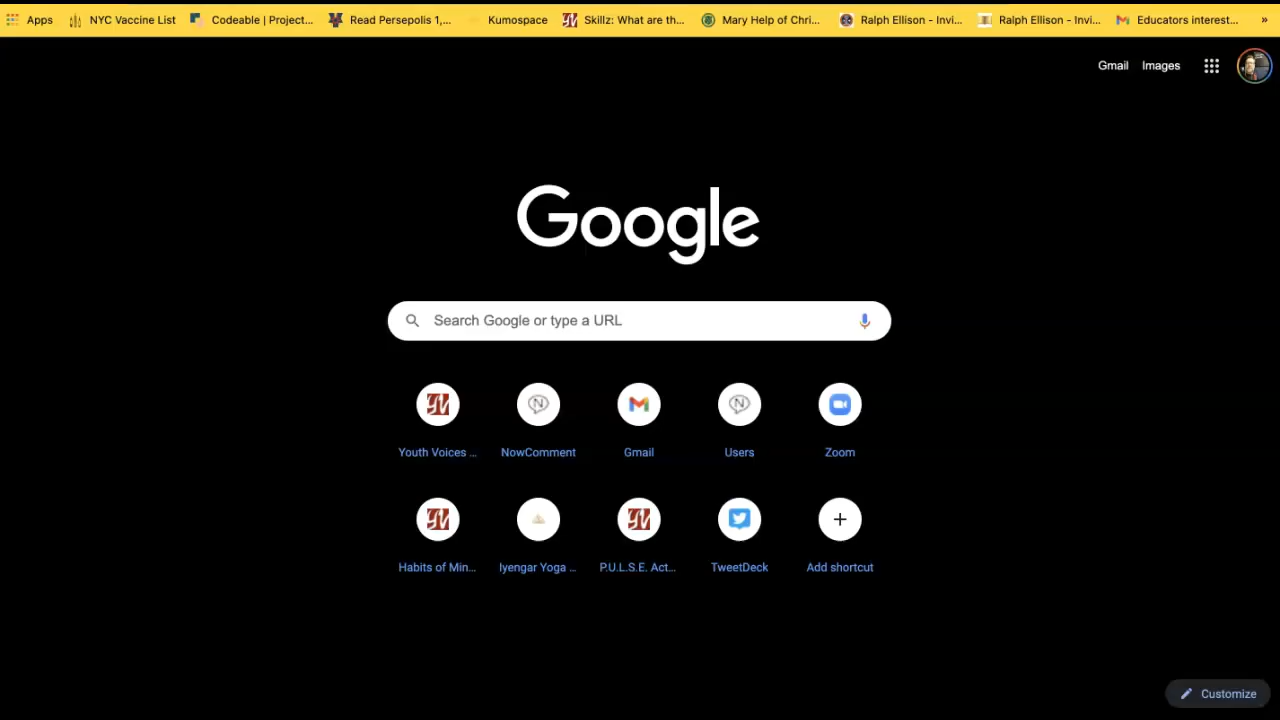 Apps NYC Vaccine List Codeable | Project... Read Persepolis 1,... Kumospace Skillz: What are th... Mary Help of Chri... Ralph Ellison - Invi... Ralph Ellison - Invi... Educators interest... »
Gmail Images
Google
Search Google or type a URL
Youth Voices ... NowComment Gmail Users Zoom
Habits of Min... Iyengar Yoga ... P.U.L.S.E. Act... TweetDeck Add shortcut
Customize